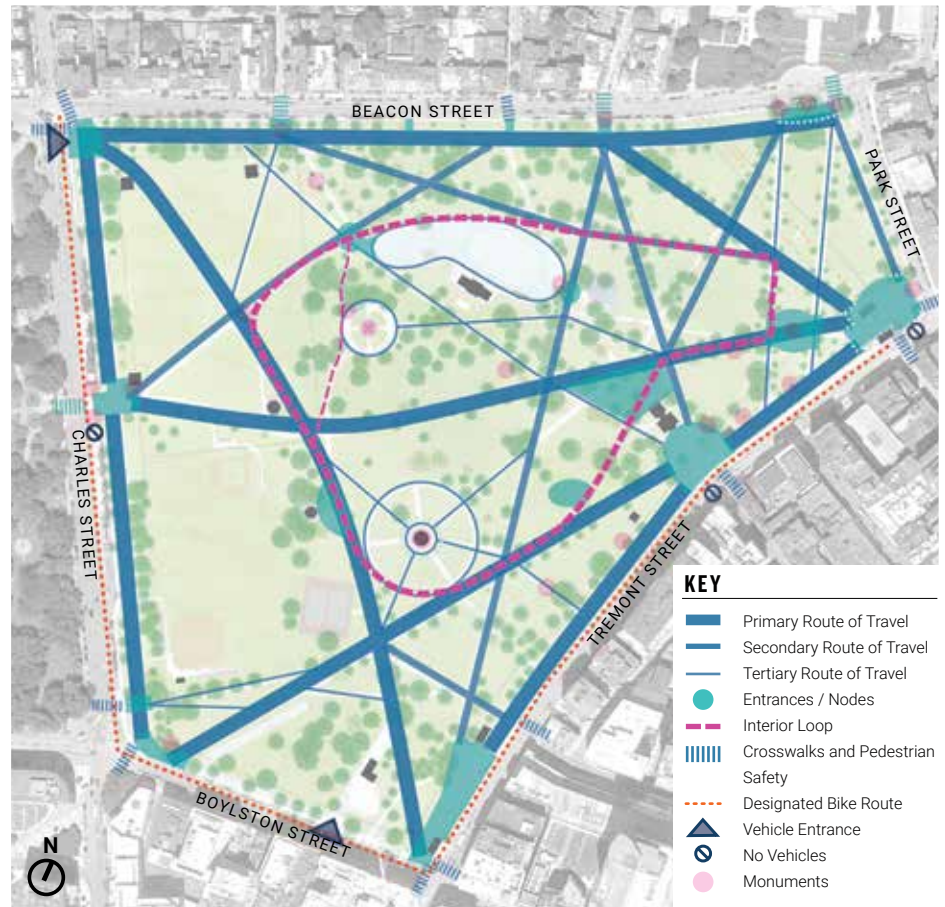 BEACON STREET
PARK STREET
CHARLES STREET
TREMONT STREET
BOYLSTON STREET
N
KEY
Primary Route of Travel
Secondary Route of Travel
Tertiary Route of Travel
Entrances / Nodes
Interior Loop
Crosswalks and Pedestrian
Safety
Designated Bike Route
Vehicle Entrance
No Vehicles
Monuments